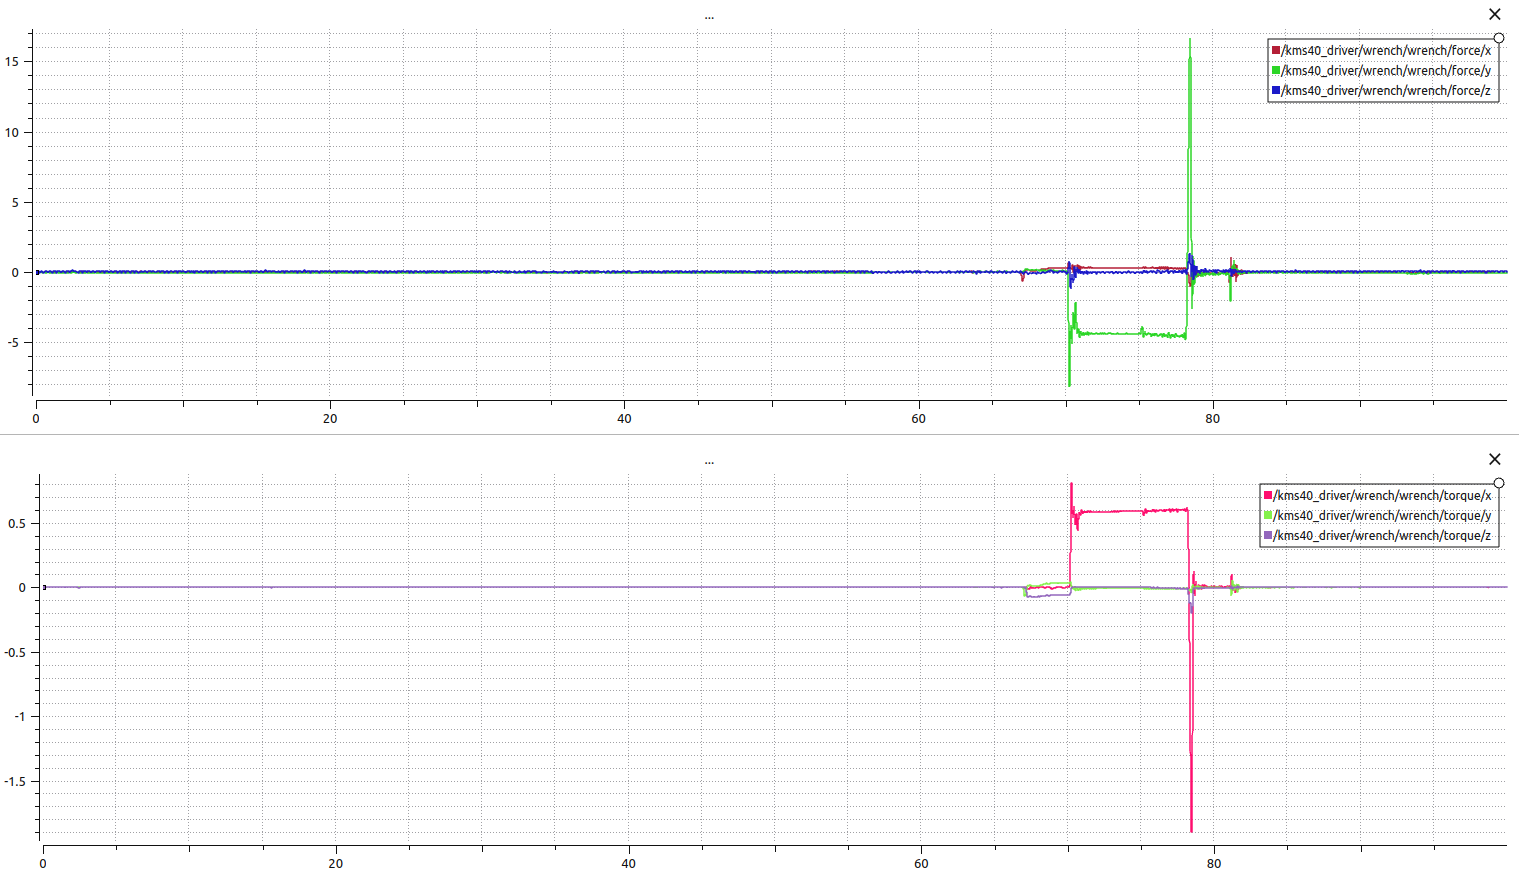 ...
/kms40_driver/wrench/wrench/force/x
/kms40_driver/wrench/wrench/force/y
/kms40_driver/wrench/wrench/force/z
15
10
5
0
-5
0 20 40 60 80
...
/kms40_driver/wrench/wrench/torque/x
/kms40_driver/wrench/wrench/torque/y
/kms40_driver/wrench/wrench/torque/z
0.5
0
-0.5
-1
-1.5
0 20 40 60 80